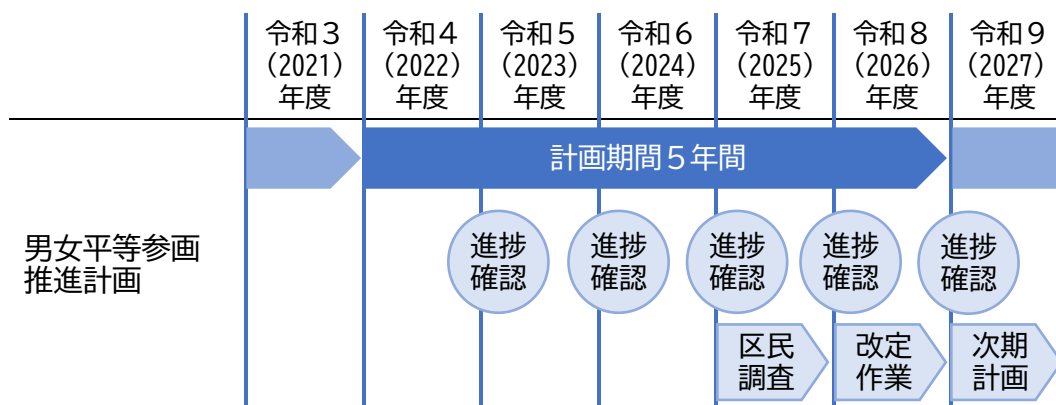 令和3 令和4 令和5 令和6 令和7 令和8 令和9
(2021) (2022) (2023) (2024) (2025) (2026) (2027)
年度 年度 年度 年度 年度 年度 年度
計画期間5年間
男女平等参画
推進計画
進捗 進捗 進捗 進捗 進捗
確認 確認 確認 確認 確認
区民 改定 次期
調査 作業 計画